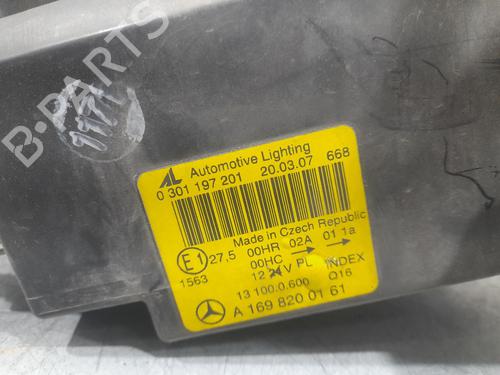 B-PARTS
AL Automotive Lighting
0 301 197 201 20.03.07 668
Made in Czech Republic
E1 27.5 00HR 02A 01 1a
1563 00HC
12 V PL INDEX
13 100.0.600 Q16
A 169 820 01 61